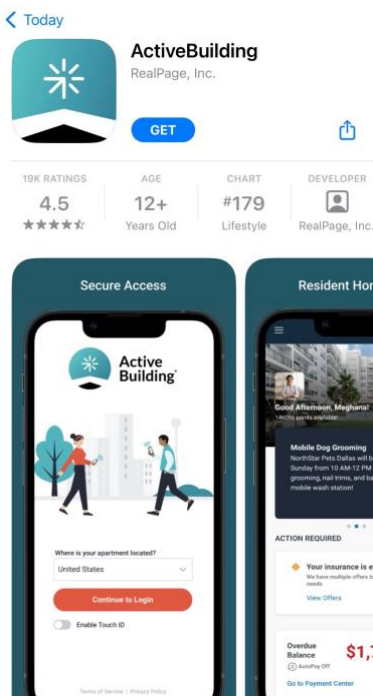 Today
ActiveBuilding
RealPage, Inc.
GET
19K RATINGS
4.5
AGE
12+
Years Old
CHART
#179
Lifestyle
DEVELOPER
RealPage, Inc.
Secure Access
Active
Building
Where is your apartment located?
United States
Continue to Login
Enable Touch ID
Terms of Service | Privacy Policy
Resident Hor
Good Afternoon, Meghana!
Mobile Dog Grooming
NorthStar Pets Dallas will b
Sunday from 10 AM-12 PM
grooming, nail trims, and ba
mobile wash station!
ACTION REQUIRED
Your insurance is e
We have multiple offers to
needs
View Offers
Overdue
Balance
$1,7
AutoPay Off
Go to Payment Center